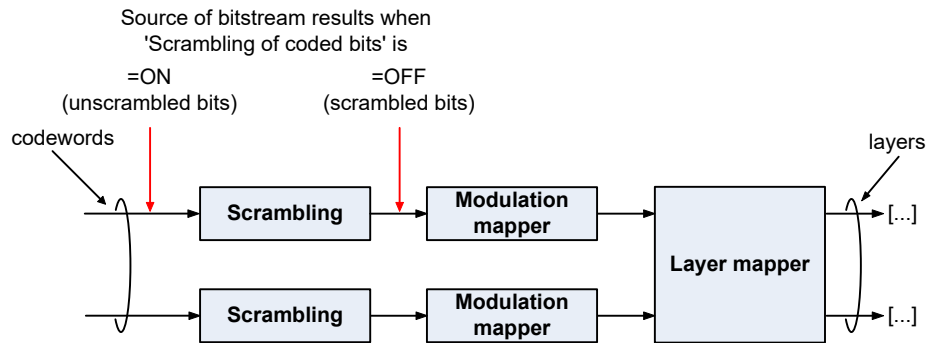 Source of bitstream results when
'Scrambling of coded bits' is
=ON
(unscrambled bits)
=OFF
(scrambled bits)
codewords
layers
Scrambling
Modulation
mapper
Layer mapper
[...]
Scrambling
Modulation
mapper
[...]